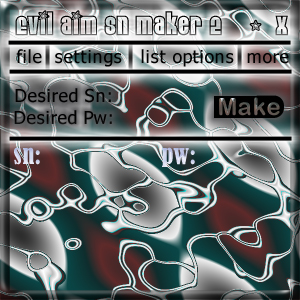 evil aim sn maker 2 * X
file settings list options more
Desired Sn:
Desired Pw: Make
sn: pw: